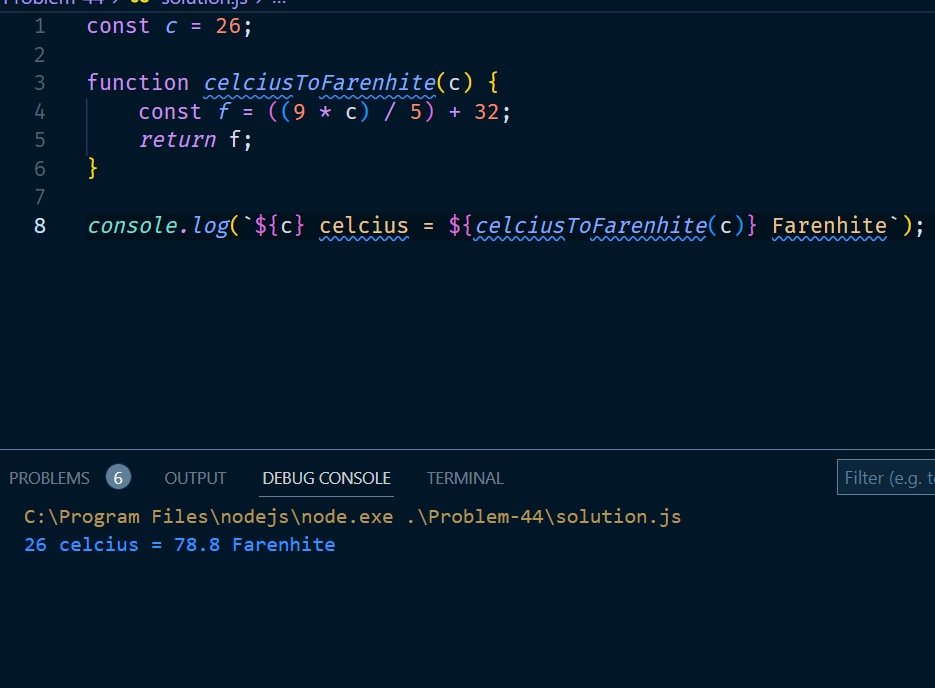 Problem-44 > JS solution.js > ...
1 const c = 26;
2
3 function celciusToFarenhite(c) {
4     const f = ((9 * c) / 5) + 32;
5     return f;
6 }
7
8 console.log(`${c} celcius = ${celciusToFarenhite(c)} Farenhite`);
PROBLEMS 6 OUTPUT DEBUG CONSOLE TERMINAL Filter (e.g. t
C:\Program Files\nodejs\node.exe .\Problem-44\solution.js
26 celcius = 78.8 Farenhite